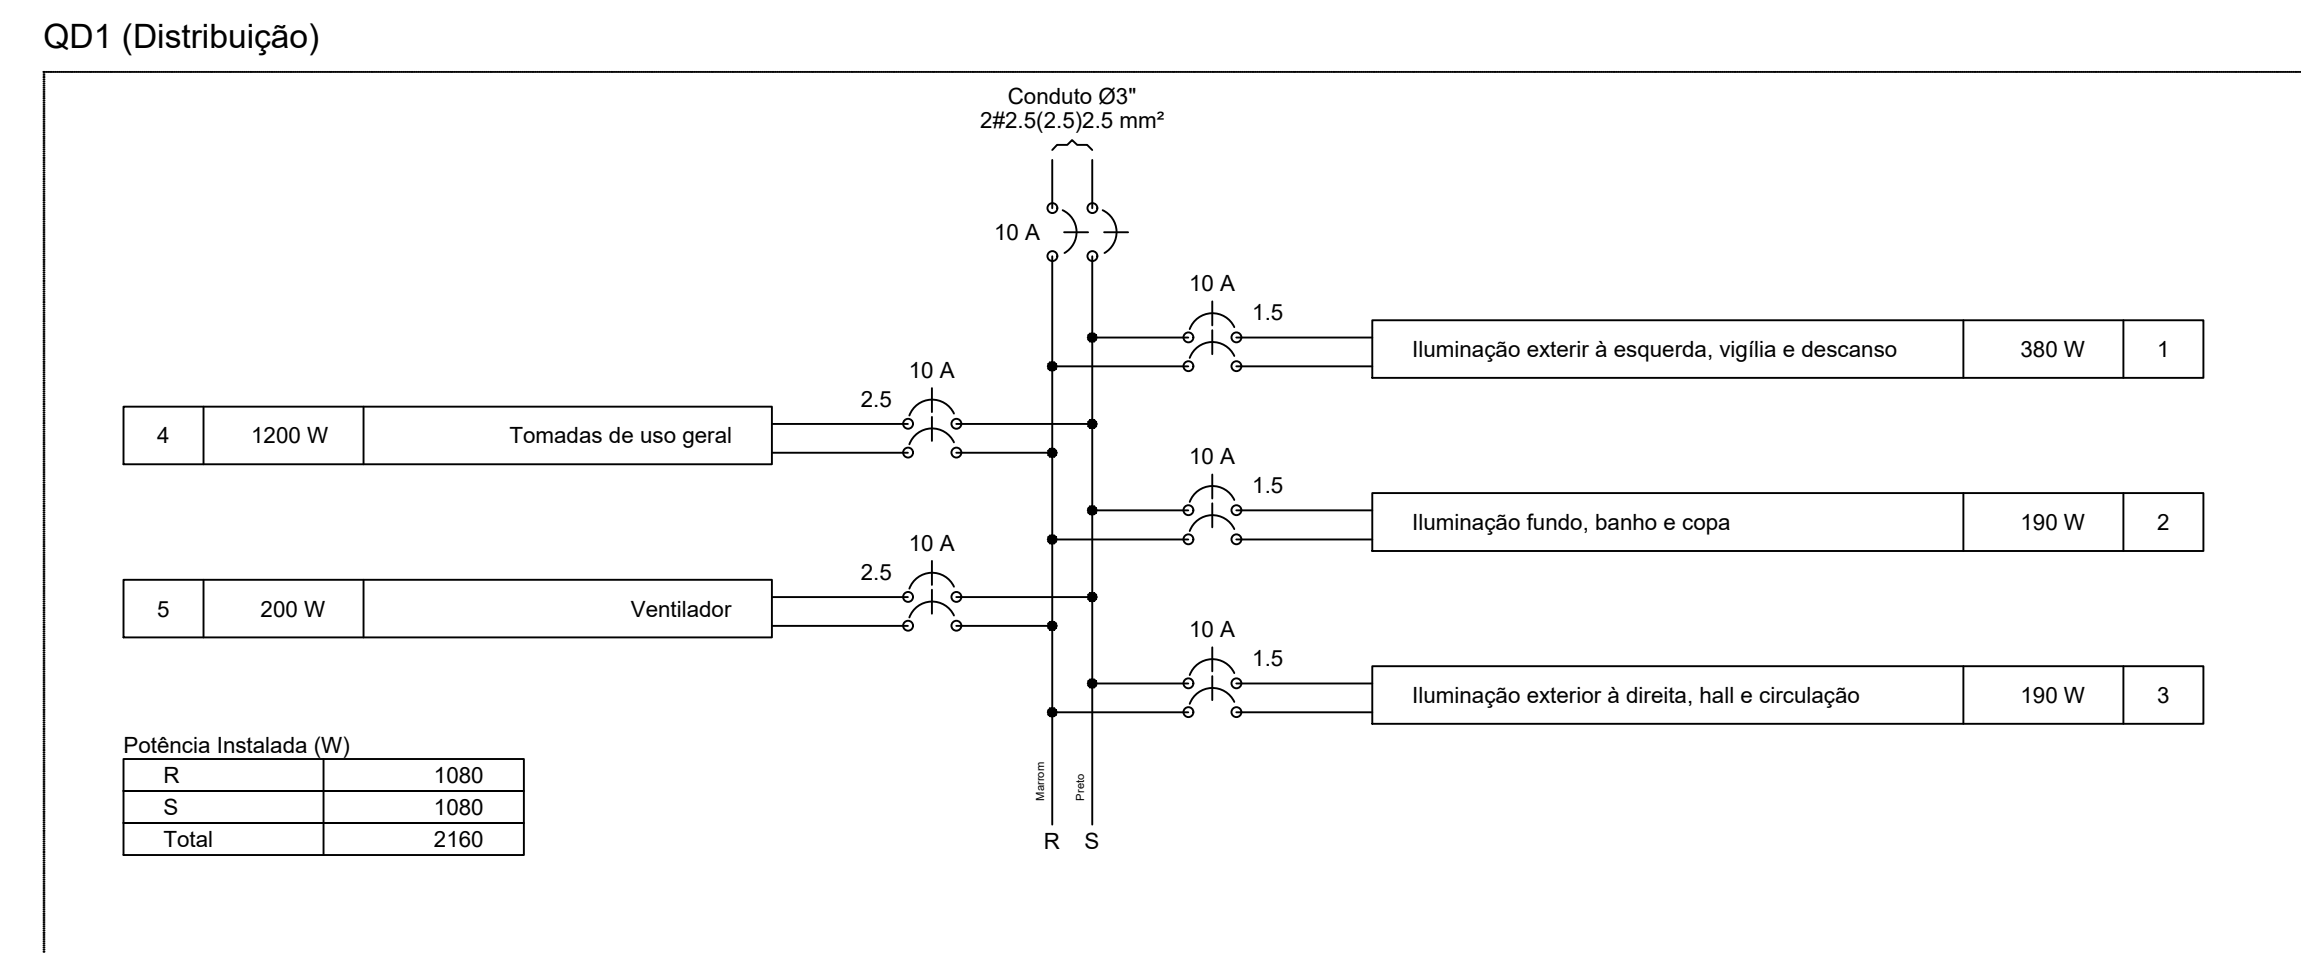 QD1 (Distribuição)
Conduto Ø3"
2#2.5(2.5)2.5 mm²
10 A
10 A
1.5
Iluminação exterir à esquerda, vigília e descanso 380 W 1
10 A
2.5
4 1200 W Tomadas de uso geral
10 A
1.5
Iluminação fundo, banho e copa 190 W 2
10 A
2.5
5 200 W Ventilador
10 A
1.5
Iluminação exterior à direita, hall e circulação 190 W 3
Potência Instalada (W)
R 1080
S 1080
Total 2160
Marrom
Preto
R S